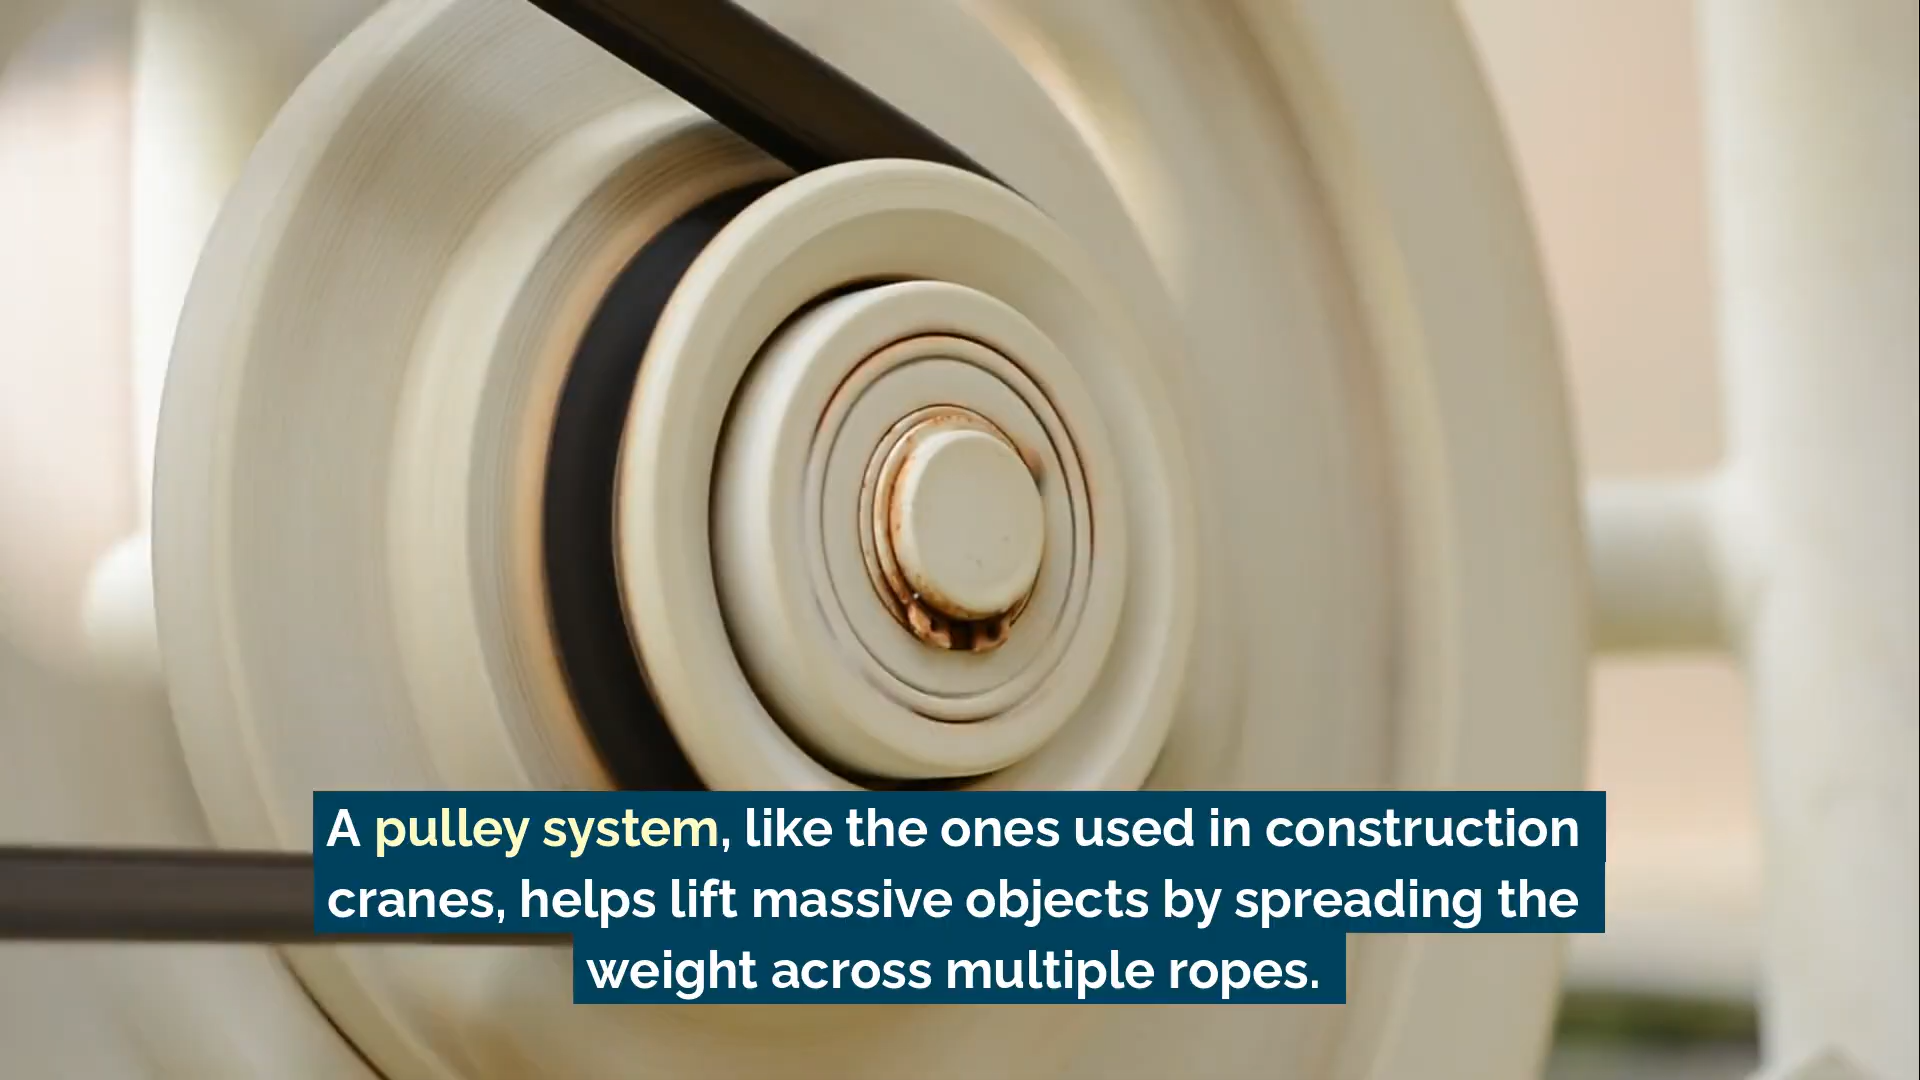 A pulley system, like the ones used in construction
cranes, helps lift massive objects by spreading the
weight across multiple ropes.